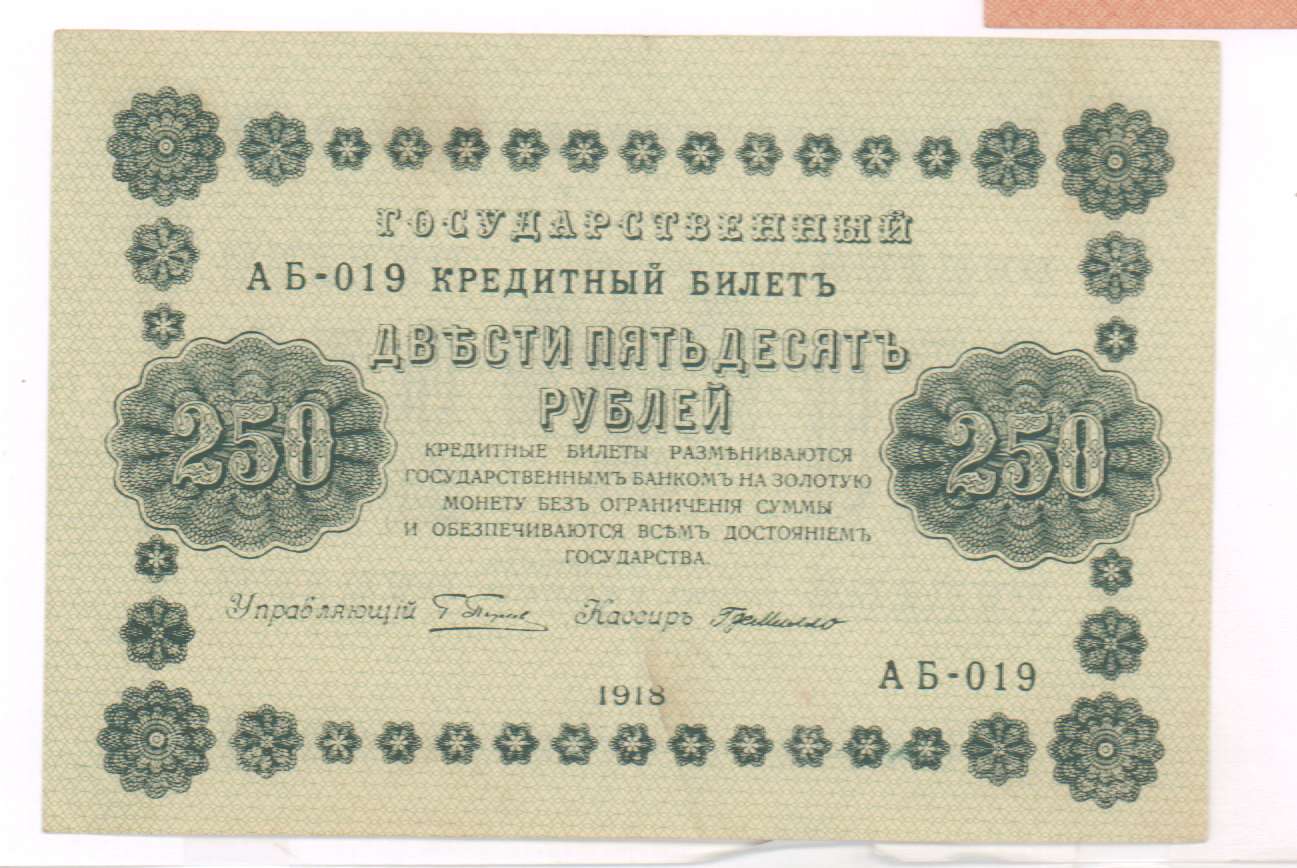 ГОСУДАРСТВЕННЫЙ
АБ-019 КРЕДИТНЫЙ БИЛЕТЪ
ДВѢСТИ ПЯТЬДЕСЯТЪ
РУБЛЕЙ
250
250
КРЕДИТНЫЕ БИЛЕТЫ РАЗМѢНИВАЮТСЯ
ГОСУДАРСТВЕННЫМЪ БАНКОМЪ НА ЗОЛОТУЮ
МОНЕТУ БЕЗЪ ОГРАНИЧЕНІЯ СУММЫ
И ОБЕЗПЕЧИВАЮТСЯ ВСѢМЪ ДОСТОЯНІЕМЪ
ГОСУДАРСТВА.
Управляющій Кассиръ
АБ-019
1918